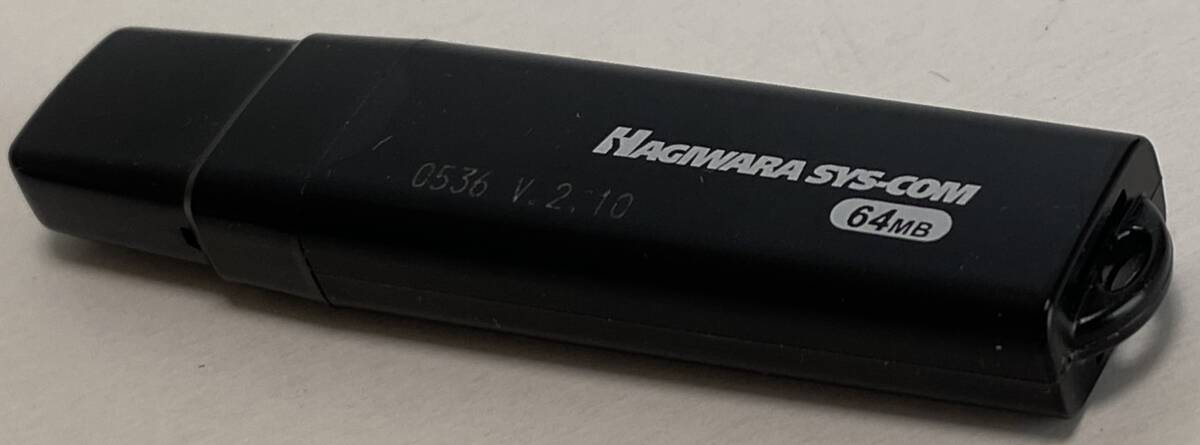 HAGIWARA SYS-COM
64MB
0536 V.2.10